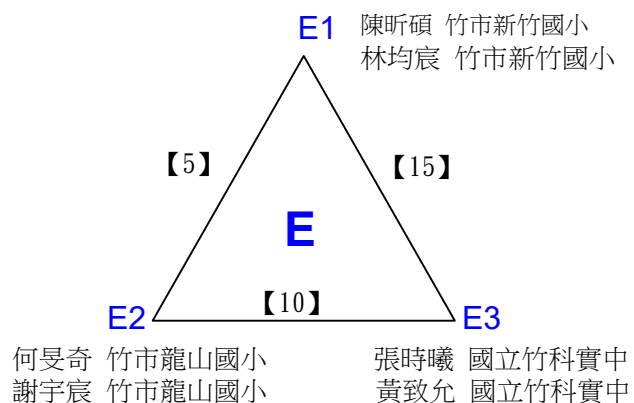 E1 陳昕碩 竹市新竹國小
林均宸 竹市新竹國小
【5】 【15】
E
【10】
E2 E3
何旻奇 竹市龍山國小 張時曦 國立竹科實中
謝宇宸 竹市龍山國小 黃致允 國立竹科實中